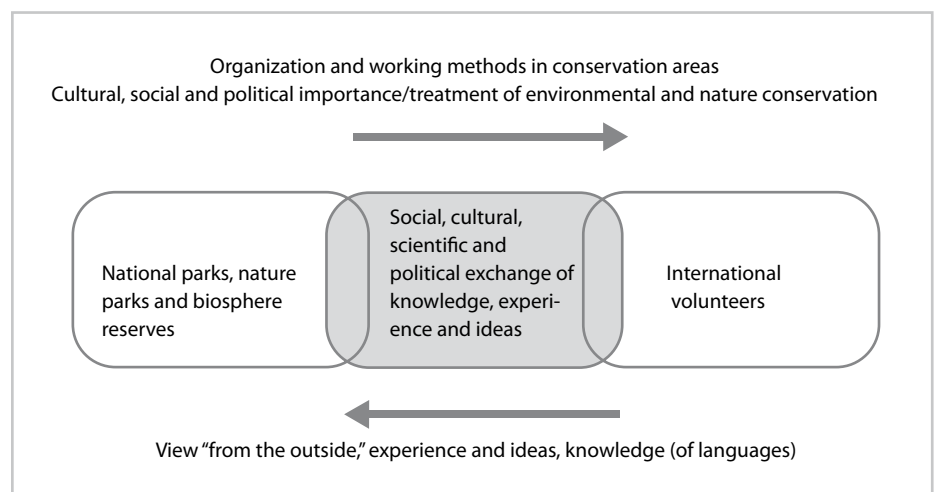 Organization and working methods in conservation areas
Cultural, social and political importance/treatment of environmental and nature conservation
National parks, nature
parks and biosphere
reserves
Social, cultural,
scientific and
political exchange of
knowledge, experi-
ence and ideas
International
volunteers
View “from the outside,” experience and ideas, knowledge (of languages)